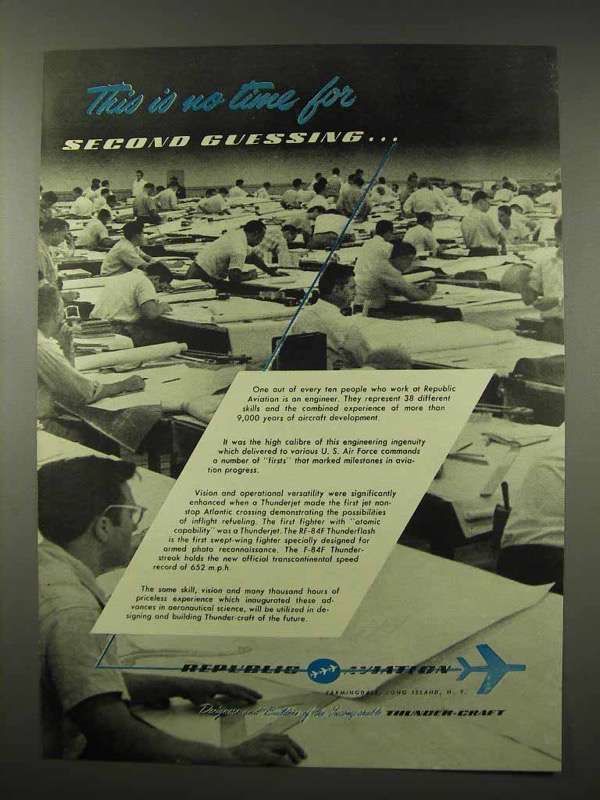 This is no time for
SECOND GUESSING...
One out of every ten people who work at Republic
Aviation is an engineer. They represent 38 different
skills and the combined experience of more than
9,000 years of aircraft development.
It was the high calibre of this engineering ingenuity
which delivered to various U. S. Air Force commands
a number of "firsts" that marked milestones in avia-
tion progress.
Vision and operational versatility were significantly
enhanced when a Thunderjet made the first jet non-
stop Atlantic crossing demonstrating the possibilities
of inflight refueling. The first fighter with "atomic
capability" was a Thunderjet. The RF-84F Thunderflash
is the first swept-wing fighter specially designed for
armed photo reconnaissance. The F-84F Thunder-
streak holds the new official transcontinental speed
record of 652 m.p.h.
The same skill, vision and many thousand hours of
priceless experience which inaugurated these ad-
vances in aeronautical science, will be utilized in de-
signing and building Thunder-craft of the future.
REPUBLIC AVIATION
FARMINGDALE, LONG ISLAND, N. Y.
Designers and Builders of the Incomparable THUNDER-CRAFT